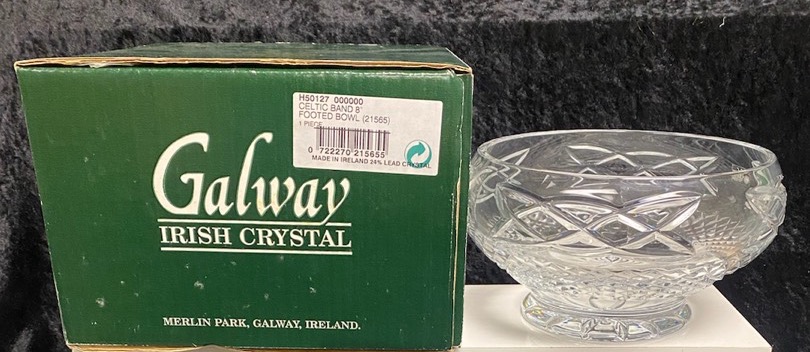 H50127 000000
CELTIC BAND 8"
FOOTED BOWL (21565)
1 PIECE
0 722270 215655
MADE IN IRELAND 24% LEAD CRYSTAL
Galway
IRISH CRYSTAL
MERLIN PARK, GALWAY, IRELAND.